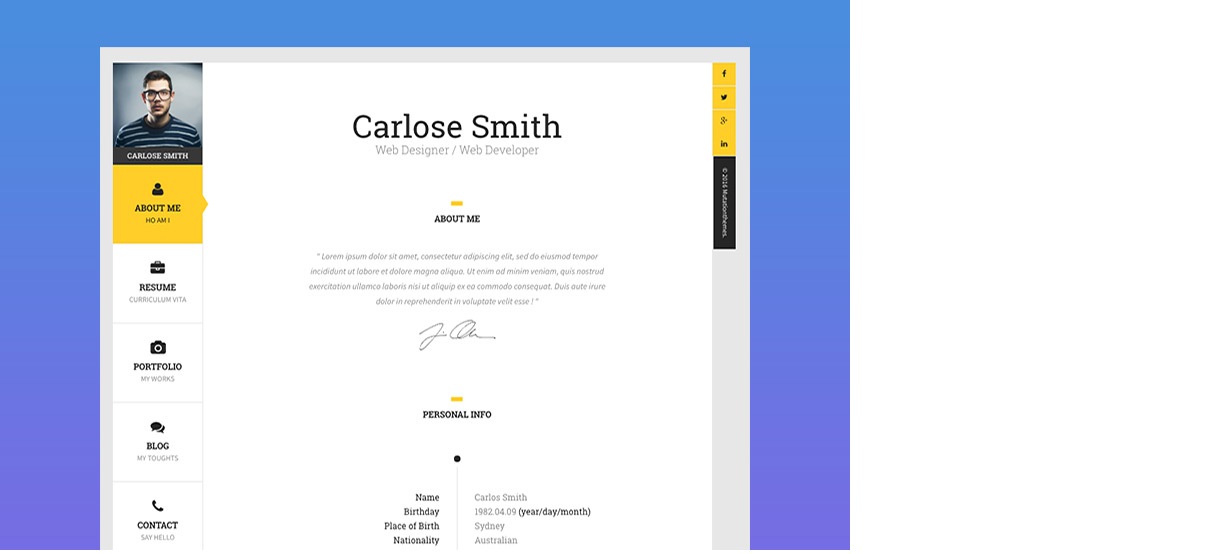 CARLOSE SMITH
ABOUT ME
HO AM I
RESUME
CURRICULUM VITA
PORTFOLIO
MY WORKS
BLOG
MY TOUGHTS
CONTACT
SAY HELLO
Carlose Smith
Web Designer / Web Developer
ABOUT ME
" Lorem ipsum dolor sit amet, consectetur adipiscing elit, sed do eiusmod tempor
incididunt ut labore et dolore magna aliqua. Ut enim ad minim veniam, quis nostrud
exercitation ullamco laboris nisi ut aliquip ex ea commodo consequat. Duis aute irure
dolor in reprehenderit in voluptate velit esse ! "
PERSONAL INFO
Name Carlos Smith
Birthday 1982.04.09 (year/day/month)
Place of Birth Sydney
Nationality Australian
© 2016 Mutationthemes.